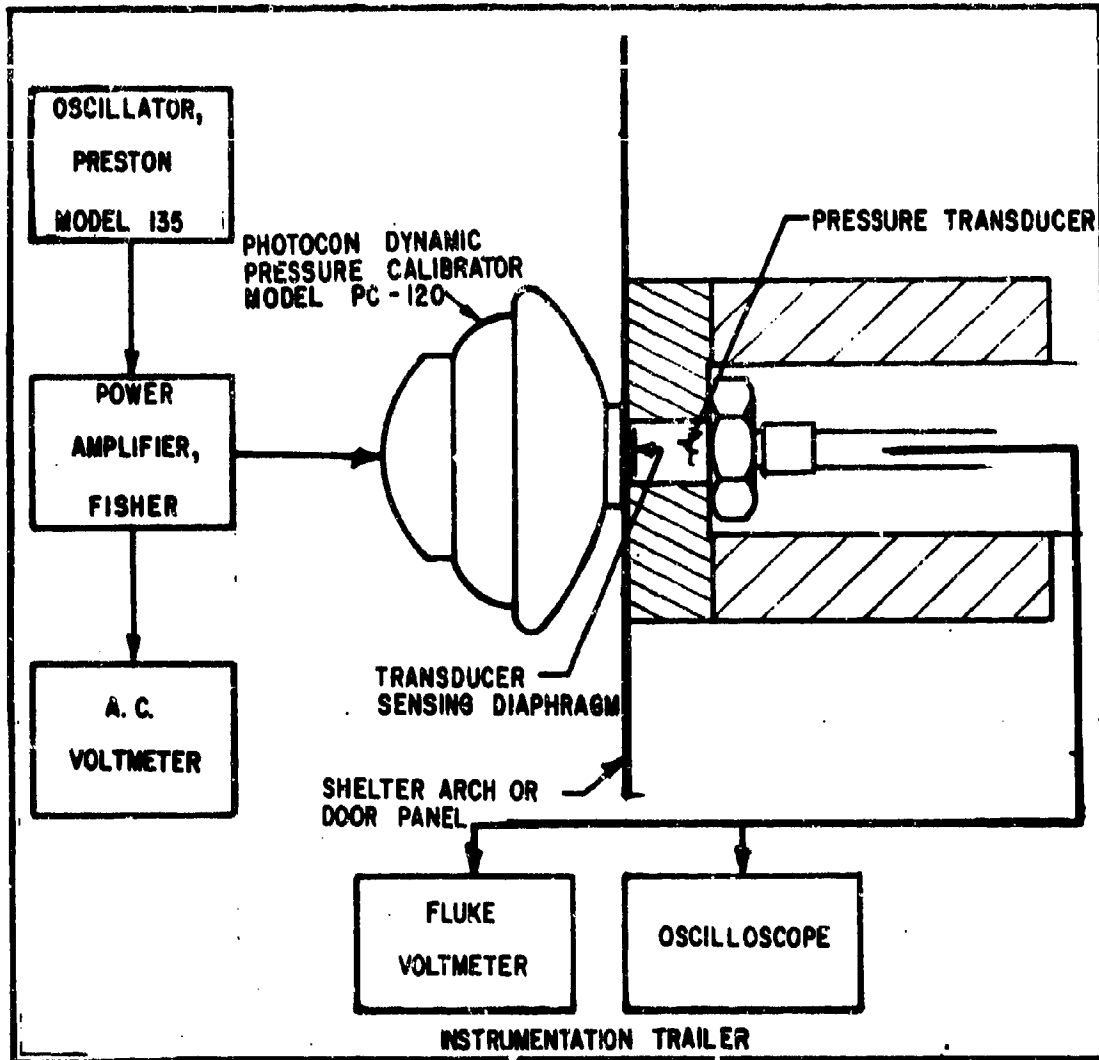 OSCILLATOR,
PRESTON
MODEL 135
PHOTOCON DYNAMIC
PRESSURE CALIBRATOR
MODEL PC-120
PRESSURE TRANSDUCER
POWER
AMPLIFIER,
FISHER
TRANSDUCER
SENSING DIAPHRAGM
A.C.
VOLTMETER
SHELTER ARCH OR
DOOR PANEL
FLUKE
VOLTMETER
OSCILLOSCOPE
INSTRUMENTATION TRAILER